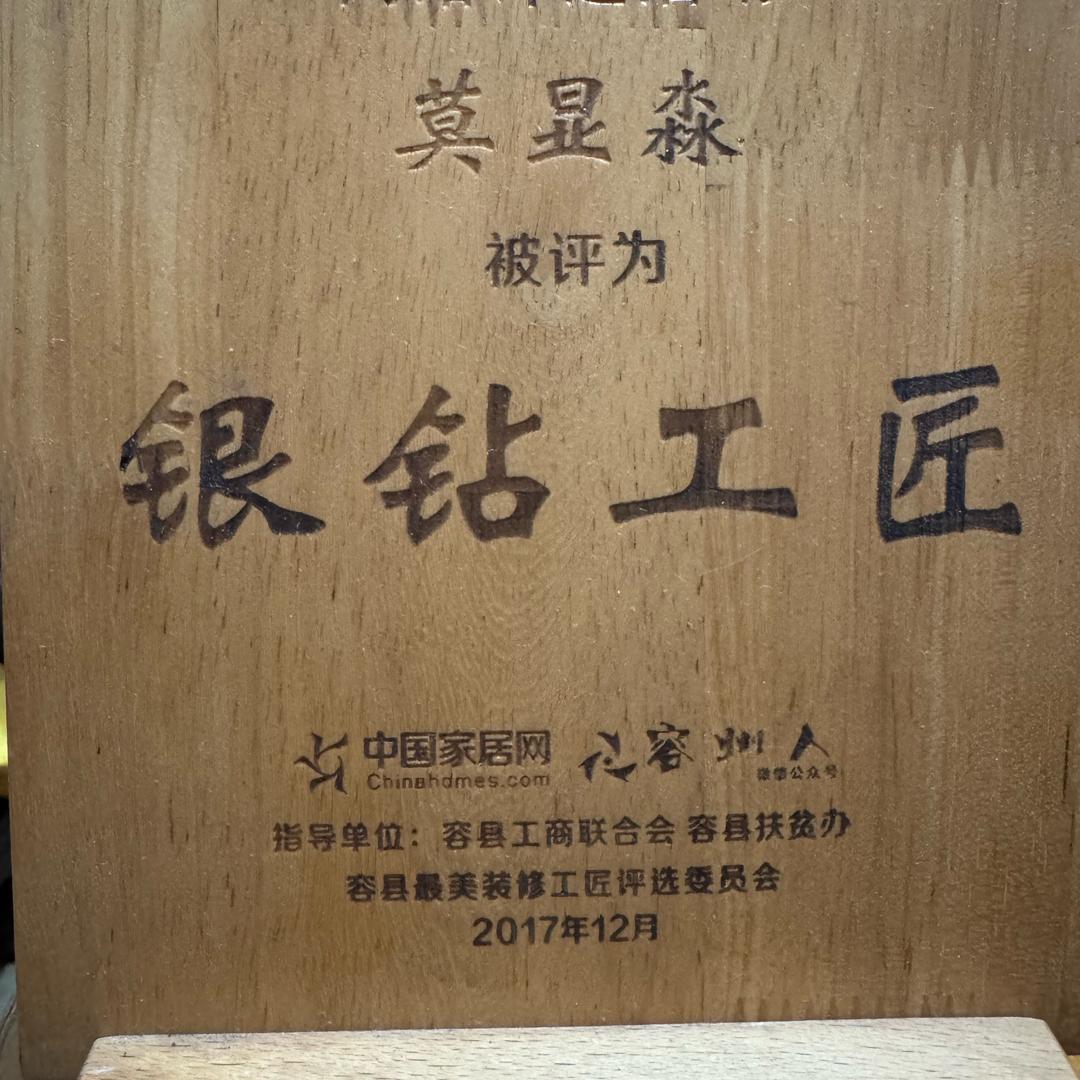 莫显淼
被评为
银钻工匠
中国家居网 容州人
Chinahomes.com 微信公众号
指导单位：容县工商联合会 容县扶贫办
容县最美装修工匠评选委员会
2017年12月